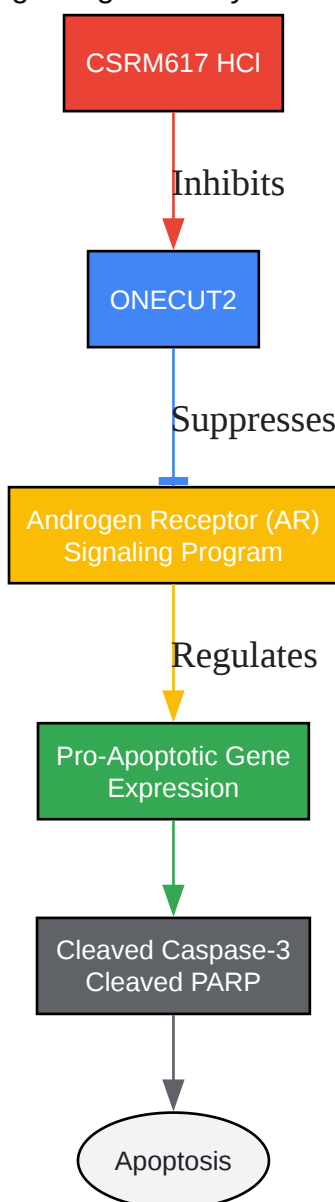 CSRM617 HCl
Inhibits
ONECUT2
Suppresses
Androgen Receptor (AR)
Signaling Program
Regulates
Pro-Apoptotic Gene
Expression
Cleaved Caspase-3
Cleaved PARP
Apoptosis